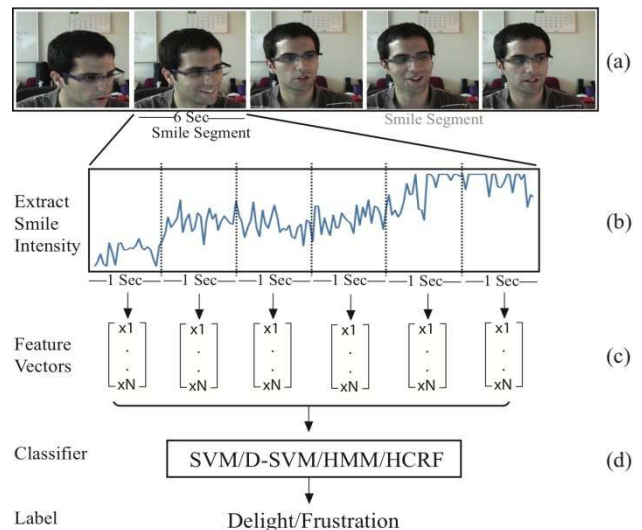 (a)
6 Sec
Smile Segment
Smile Segment
Extract
Smile
Intensity
(b)
1 Sec 1 Sec 1 Sec 1 Sec 1 Sec 1 Sec
Feature
Vectors
x1 x1 x1 x1 x1 x1
. . . . . .
. . . . . .
xN xN xN xN xN xN
(c)
Classifier
SVM/D-SVM/HMM/HCRF
(d)
Label
Delight/Frustration